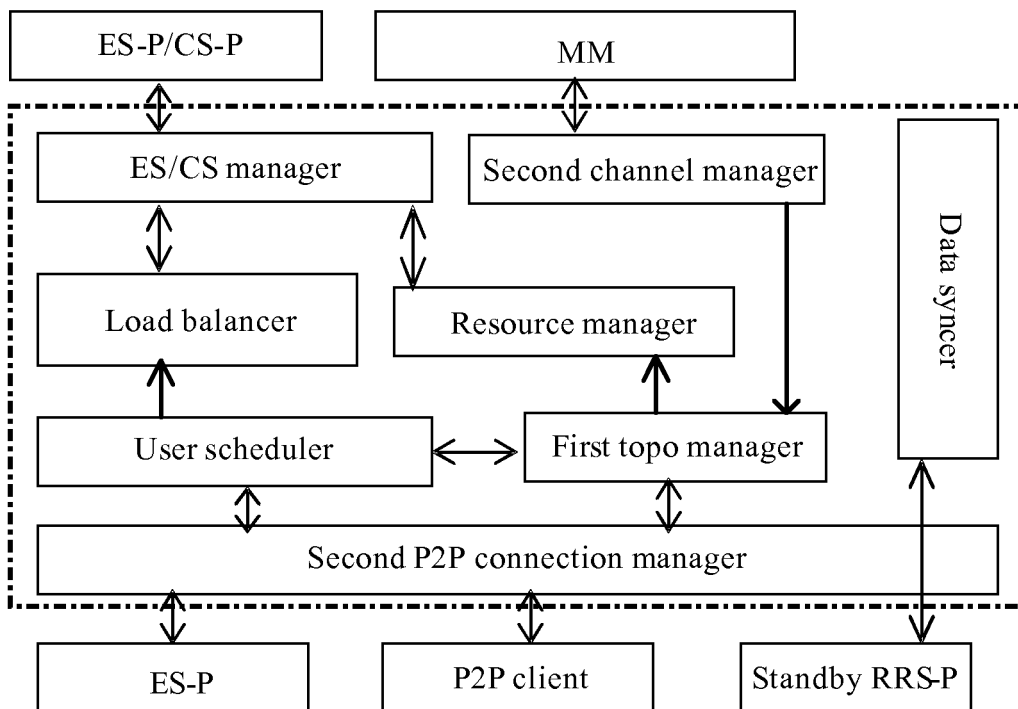 ES-P/CS-P
MM
ES/CS manager
Second channel manager
Data syncer
Load balancer
Resource manager
User scheduler
First topo manager
Second P2P connection manager
ES-P
P2P client
Standby RRS-P